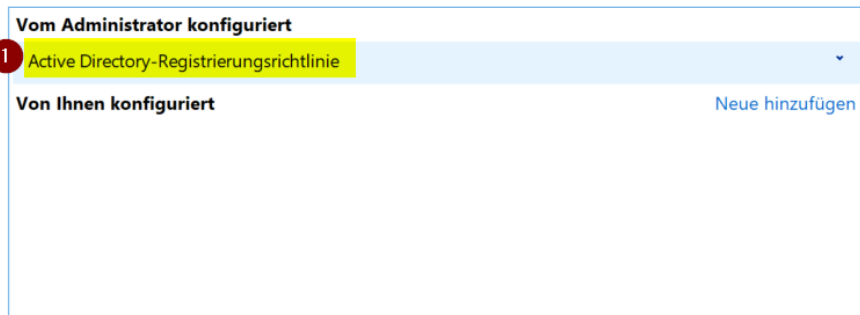 Vom Administrator konfiguriert
1 Active Directory-Registrierungsrichtlinie
Von Ihnen konfiguriert Neue hinzufügen